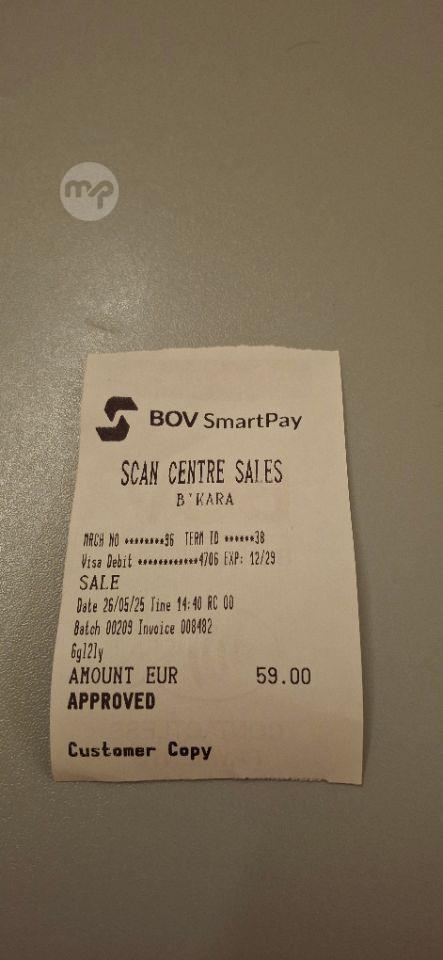 mp
BOV SmartPay
SCAN CENTRE SALES
B'KARA
MRCH NO ********36 TERM ID ******38
Visa Debit ************4706 EXP: 12/29
SALE
Date 26/05/25 Time 14:40 RC 00
Batch 00209 Invoice 008482
6gl2ly
AMOUNT EUR 59.00
APPROVED
Customer Copy